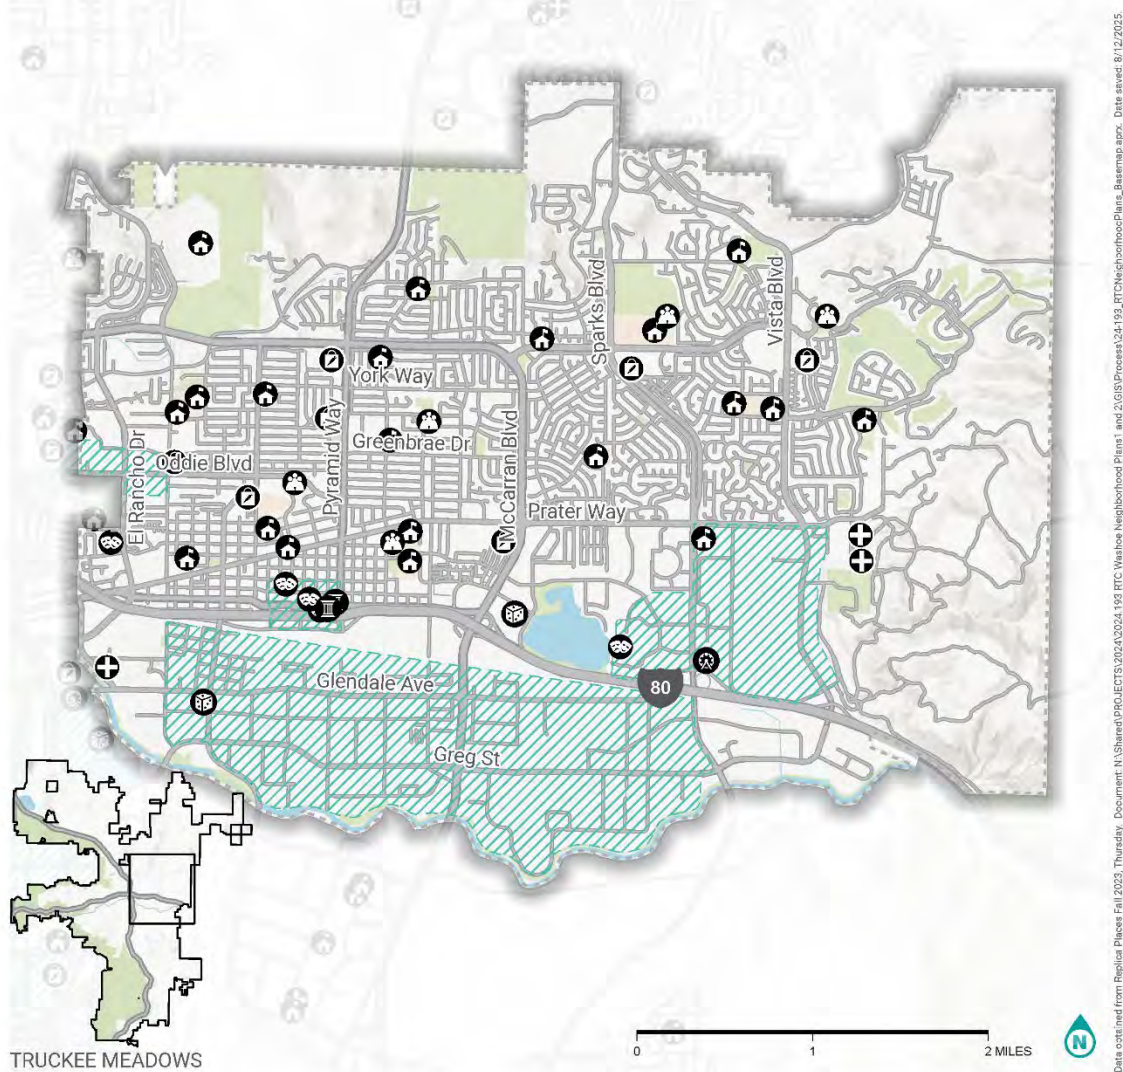 Sparks Blvd
Vista Blvd
York Way
Pyramid Way
Greenbrae Dr
McCarran Blvd
Oddie Blvd
El Rancho Dr
Prater Way
80
Glendale Ave
Greg St
TRUCKEE MEADOWS
0
1
2 MILES
N
Data obtained from Replica Places Fall 2023, Thursday. Document: N:\Shared\PROJECTS\2024\2024.193 RTC Washoe Neighborhood Plans1 and 2\GIS\Process\24-193_RTCNeighorhoocPlans_Basemap.aprx. Date saved: 8/12/2025.